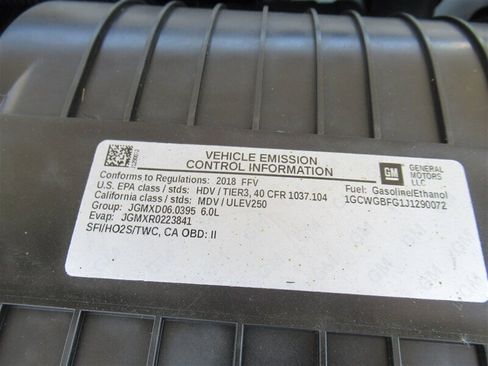 VEHICLE EMISSION
CONTROL INFORMATION
Conforms to Regulations: 2018 FFV
U.S. EPA class / stds: HDV / TIER3, 40 CFR 1037.104
California class / stds: MDV / ULEV250
Group: JGMXD06.0395 6.0L
Evap: JGMXR0223841
SFI/HO2S/TWC, CA OBD: II
GM
GENERAL
MOTORS
LLC
Fuel: Gasoline/Ethanol
1GCWGBFG1J1290072